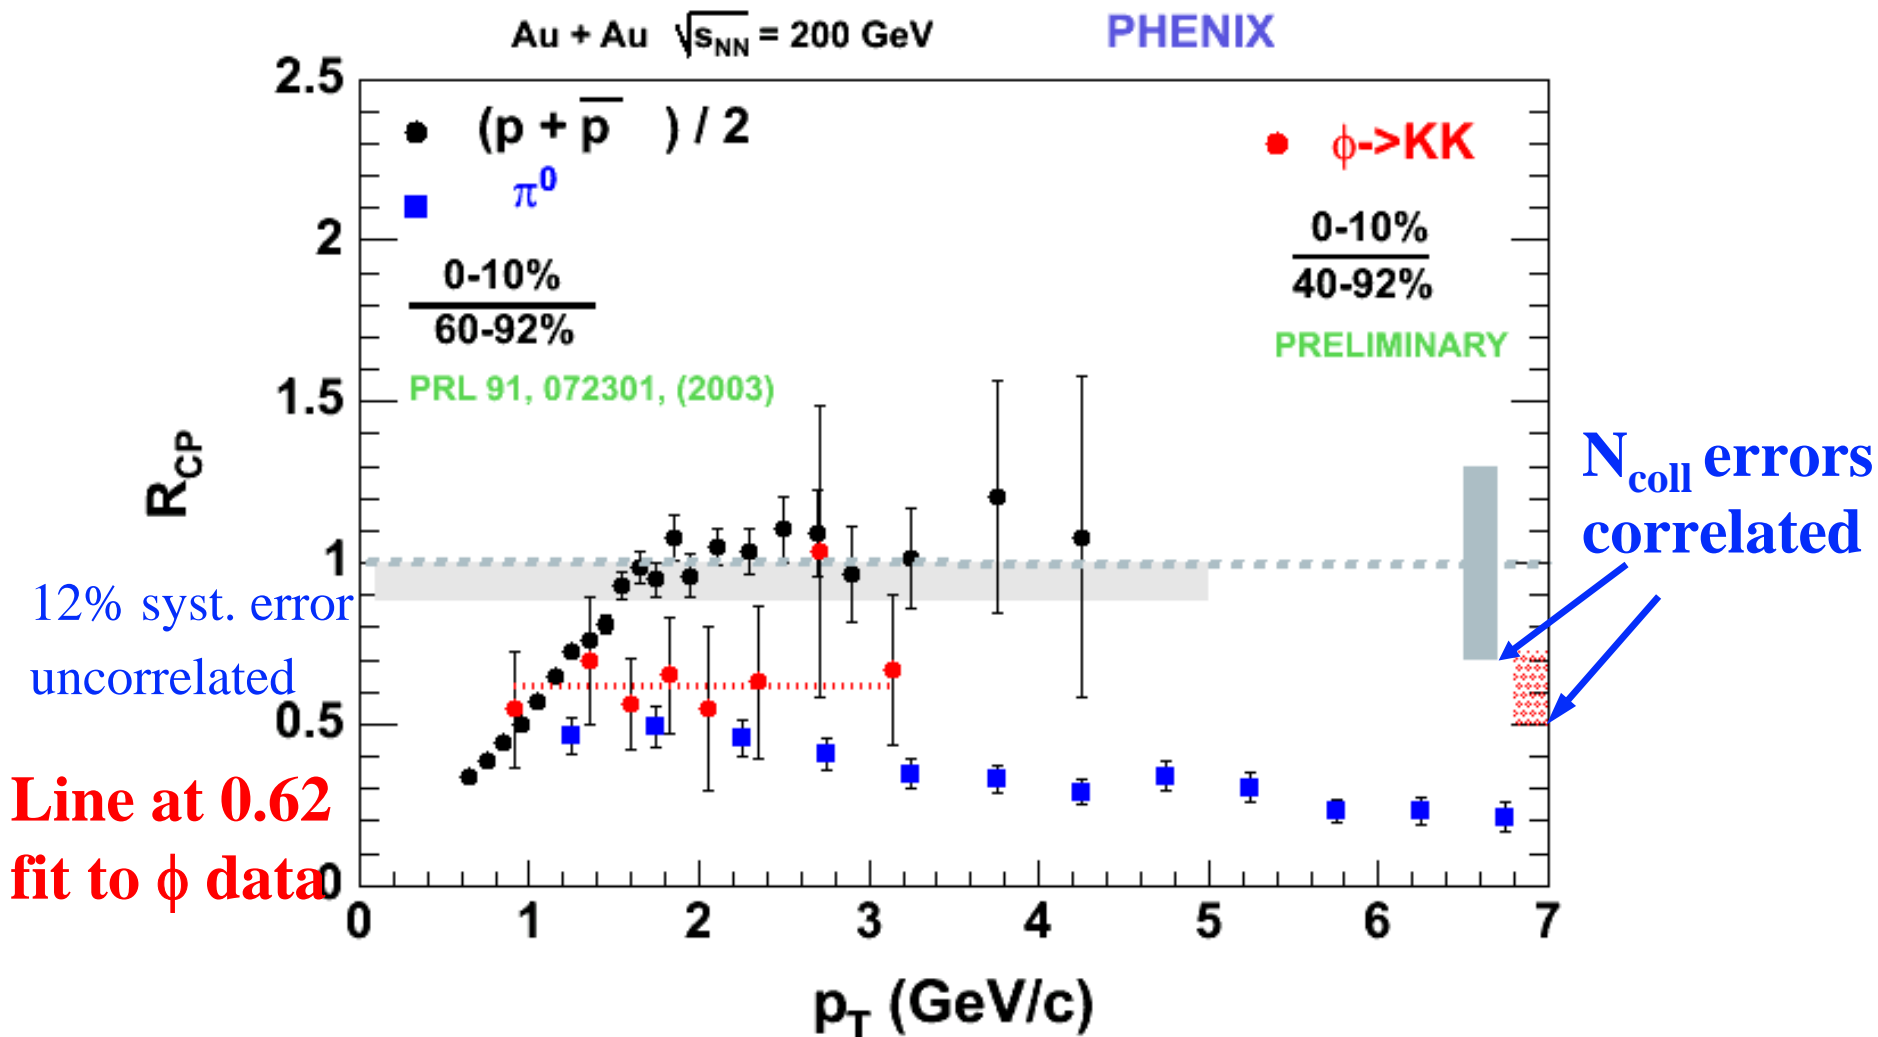 Au + Au √sNN = 200 GeV
PHENIX
(p + p̅ ) / 2
π0
0-10%
60-92%
PRL 91, 072301, (2003)
ϕ->KK
0-10%
40-92%
PRELIMINARY
2.5
2
1.5
1
0.5
0
RCP
12% syst. error
uncorrelated
Line at 0.62
fit to ϕ data
Ncoll errors
correlated
0 1 2 3 4 5 6 7
pT (GeV/c)